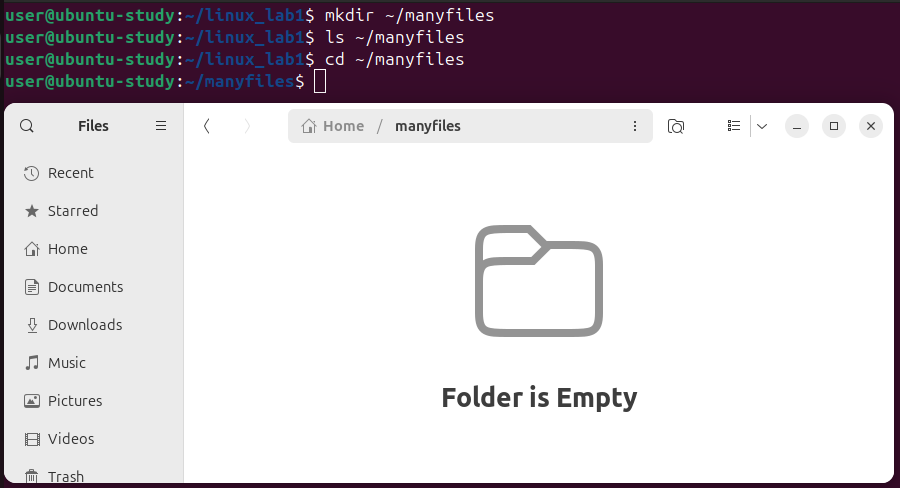 user@ubuntu-study:~/linux_lab1$ mkdir ~/manyfiles
user@ubuntu-study:~/linux_lab1$ ls ~/manyfiles
user@ubuntu-study:~/linux_lab1$ cd ~/manyfiles
user@ubuntu-study:~/manyfiles$
Files
Home / manyfiles
Recent
Starred
Home
Documents
Downloads
Music
Pictures
Videos
Trash
Folder is Empty